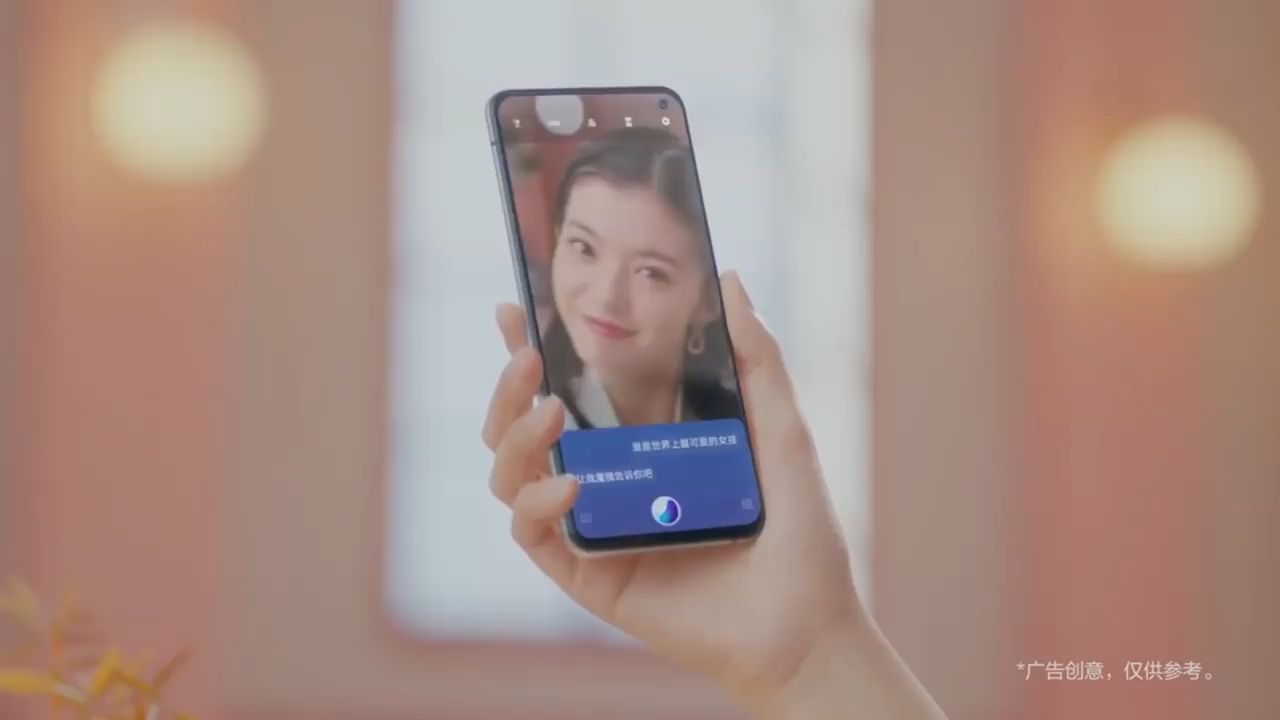 谁是世界上最可爱的女孩
让我魔镜告诉你吧
*广告创意，仅供参考。